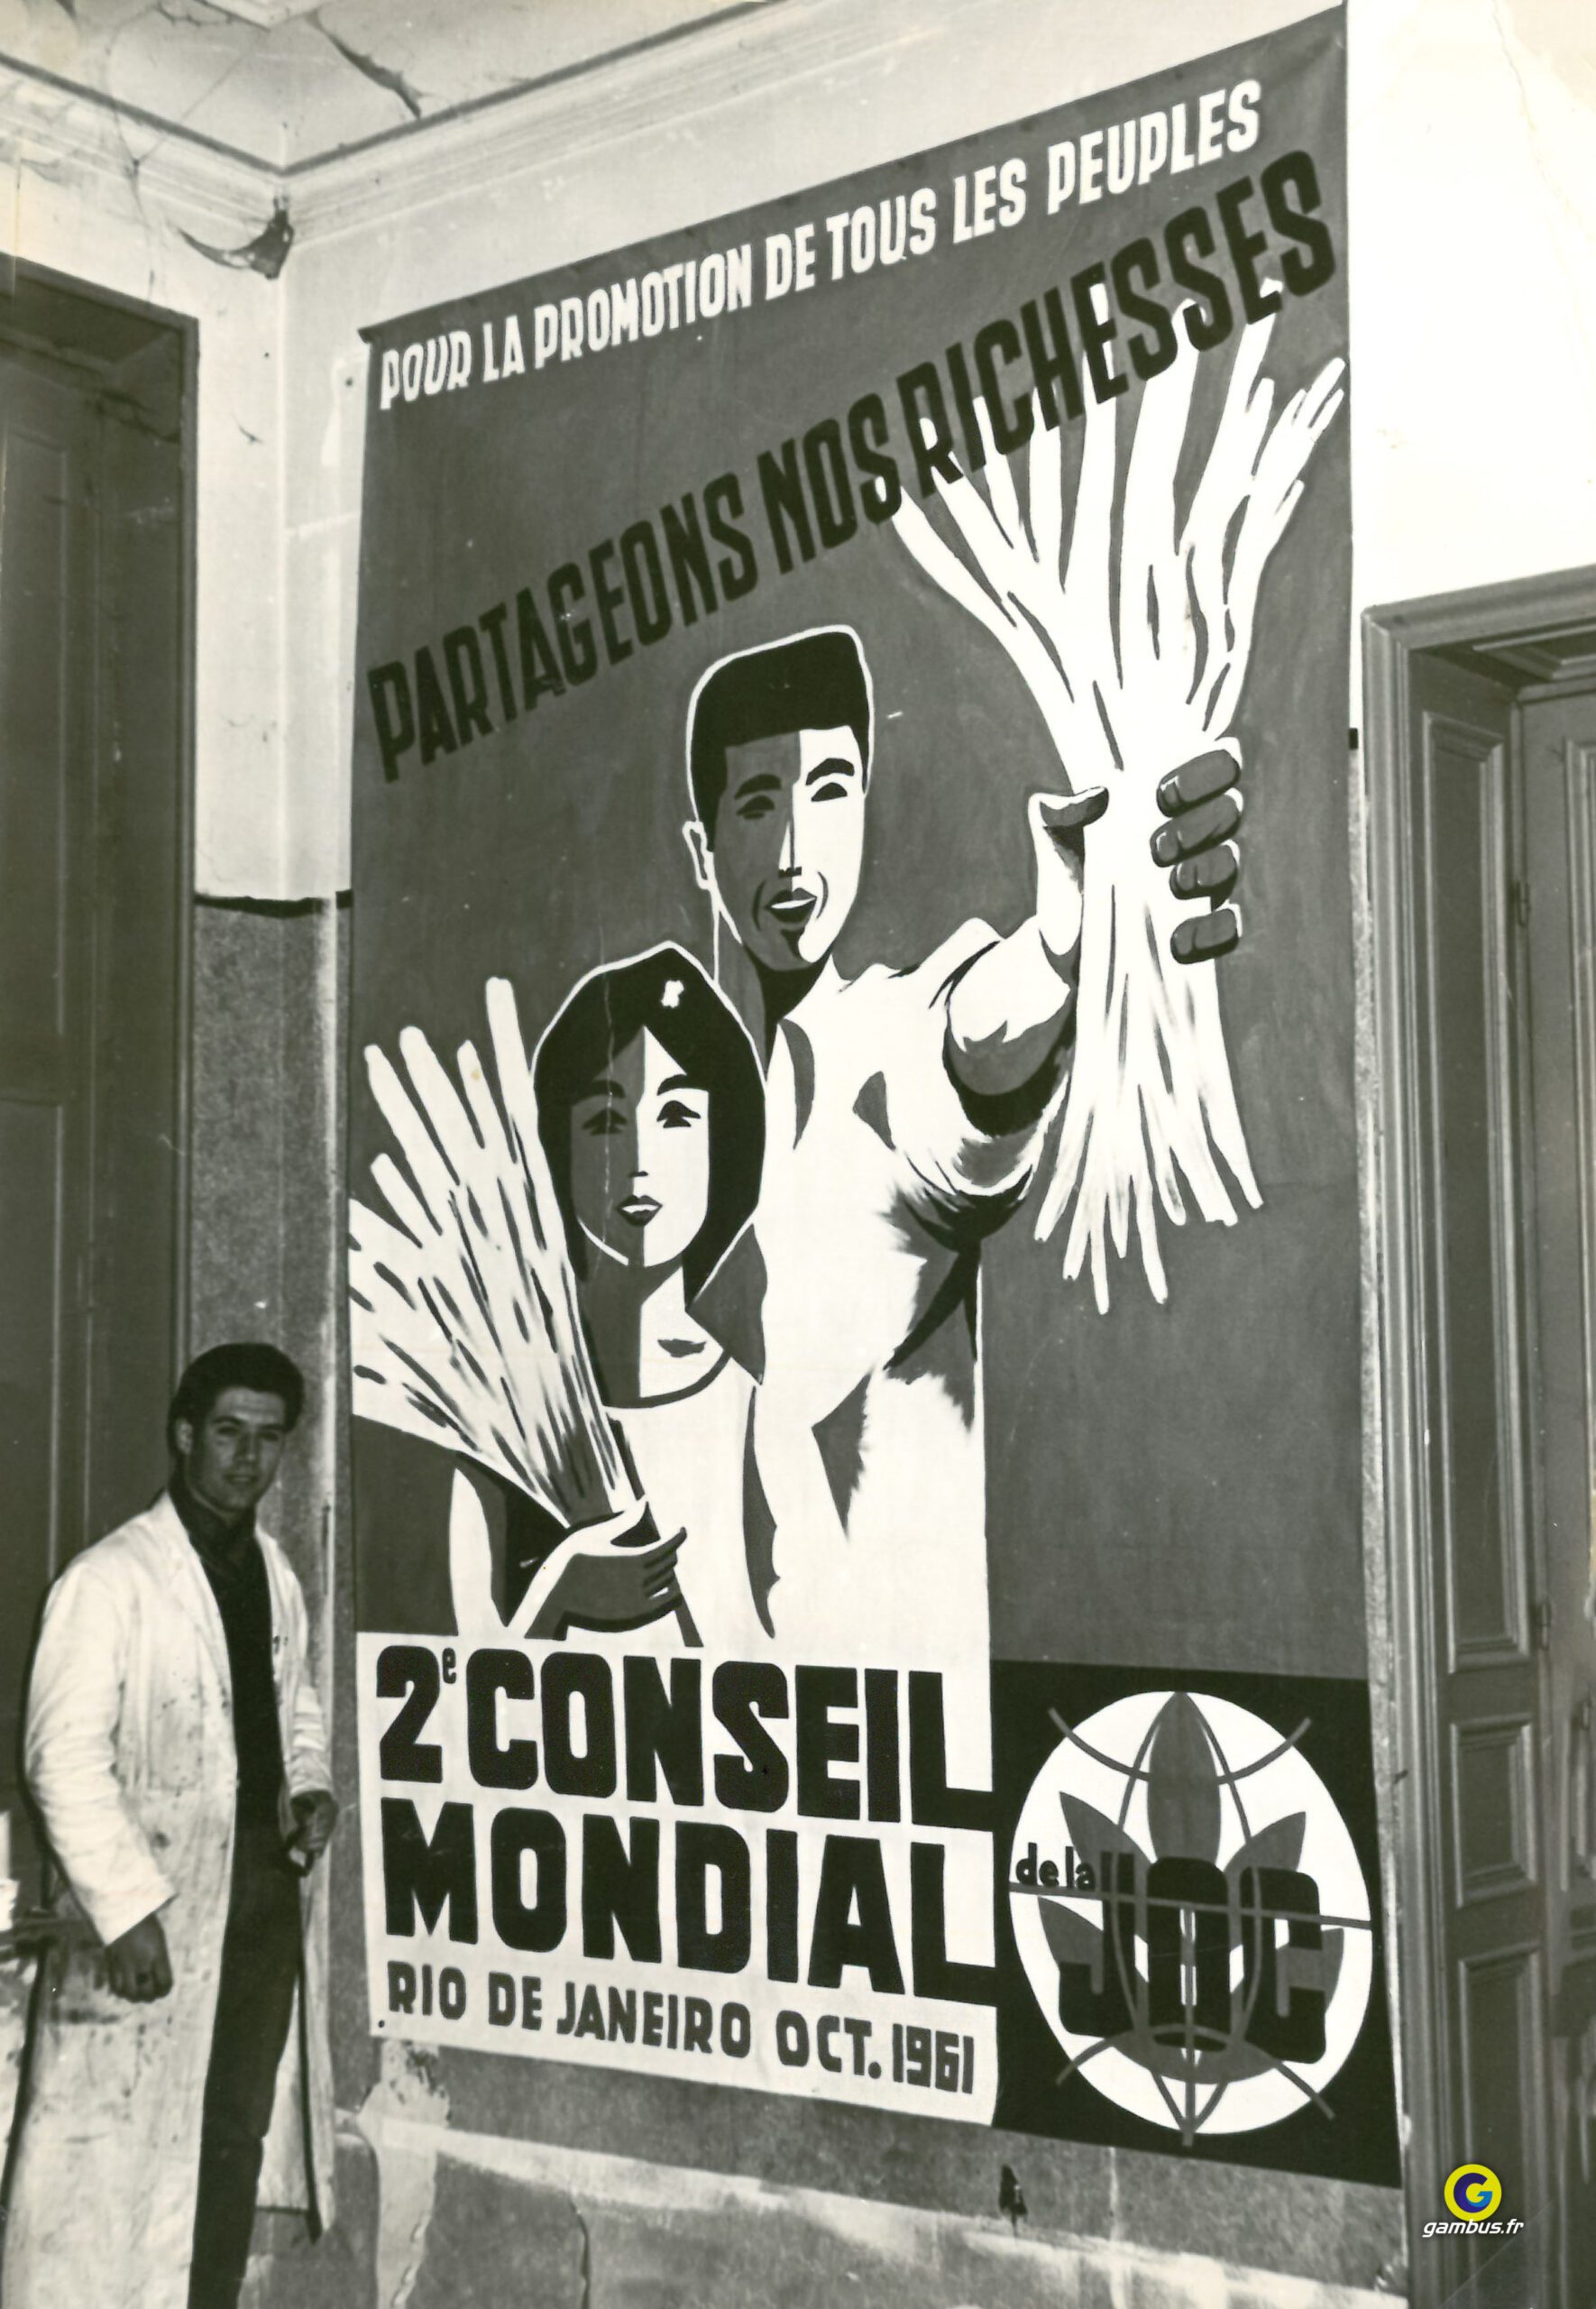 POUR LA PROMOTION DE TOUS LES PEUPLES
PARTAGEONS NOS RICHESSES
2e CONSEIL
MONDIAL
de la JOC
RIO DE JANEIRO OCT. 1961
G
gambus.fr